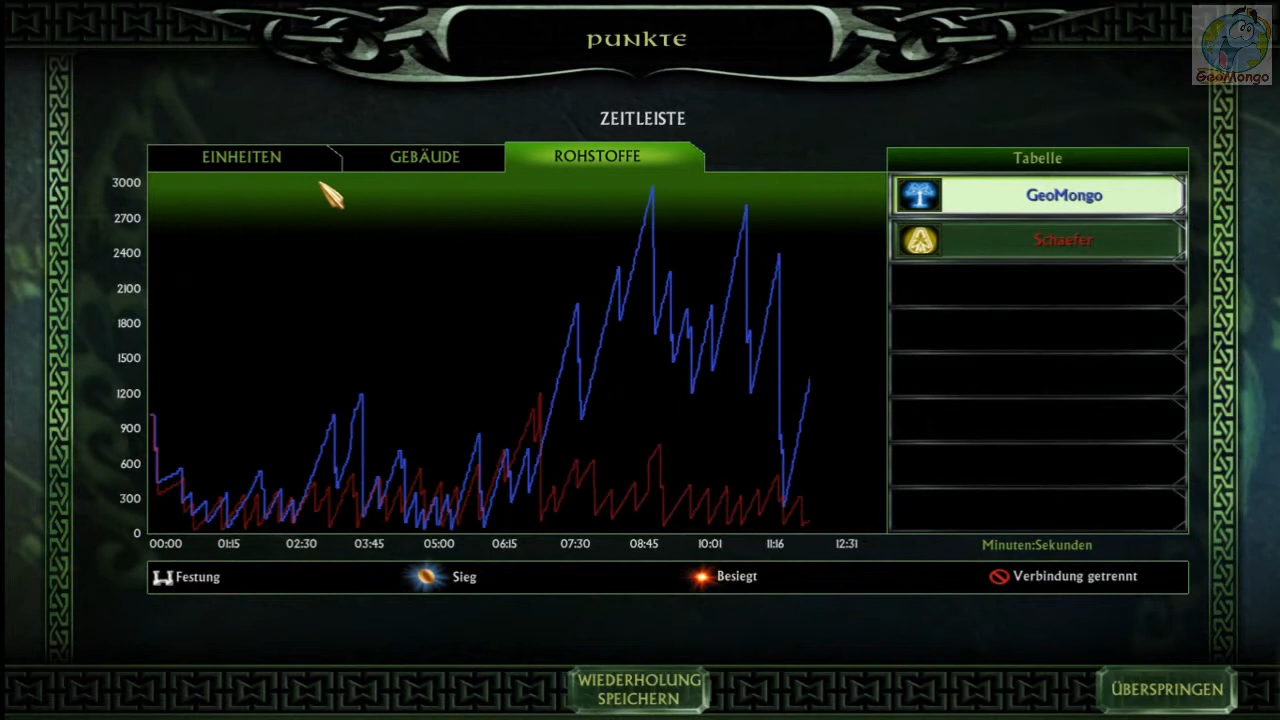 PUNKTE
GeoMongo
ZEITLEISTE
EINHEITEN
GEBÄUDE
ROHSTOFFE
Tabelle
GeoMongo
Schaefer
3000
2700
2400
2100
1800
1500
1200
900
600
300
0
00:00 01:15 02:30 03:45 05:00 06:15 07:30 08:45 10:01 11:16 12:31
Minuten:Sekunden
Festung
Sieg
Besiegt
Verbindung getrennt
WIEDERHOLUNG
SPEICHERN
ÜBERSPRINGEN